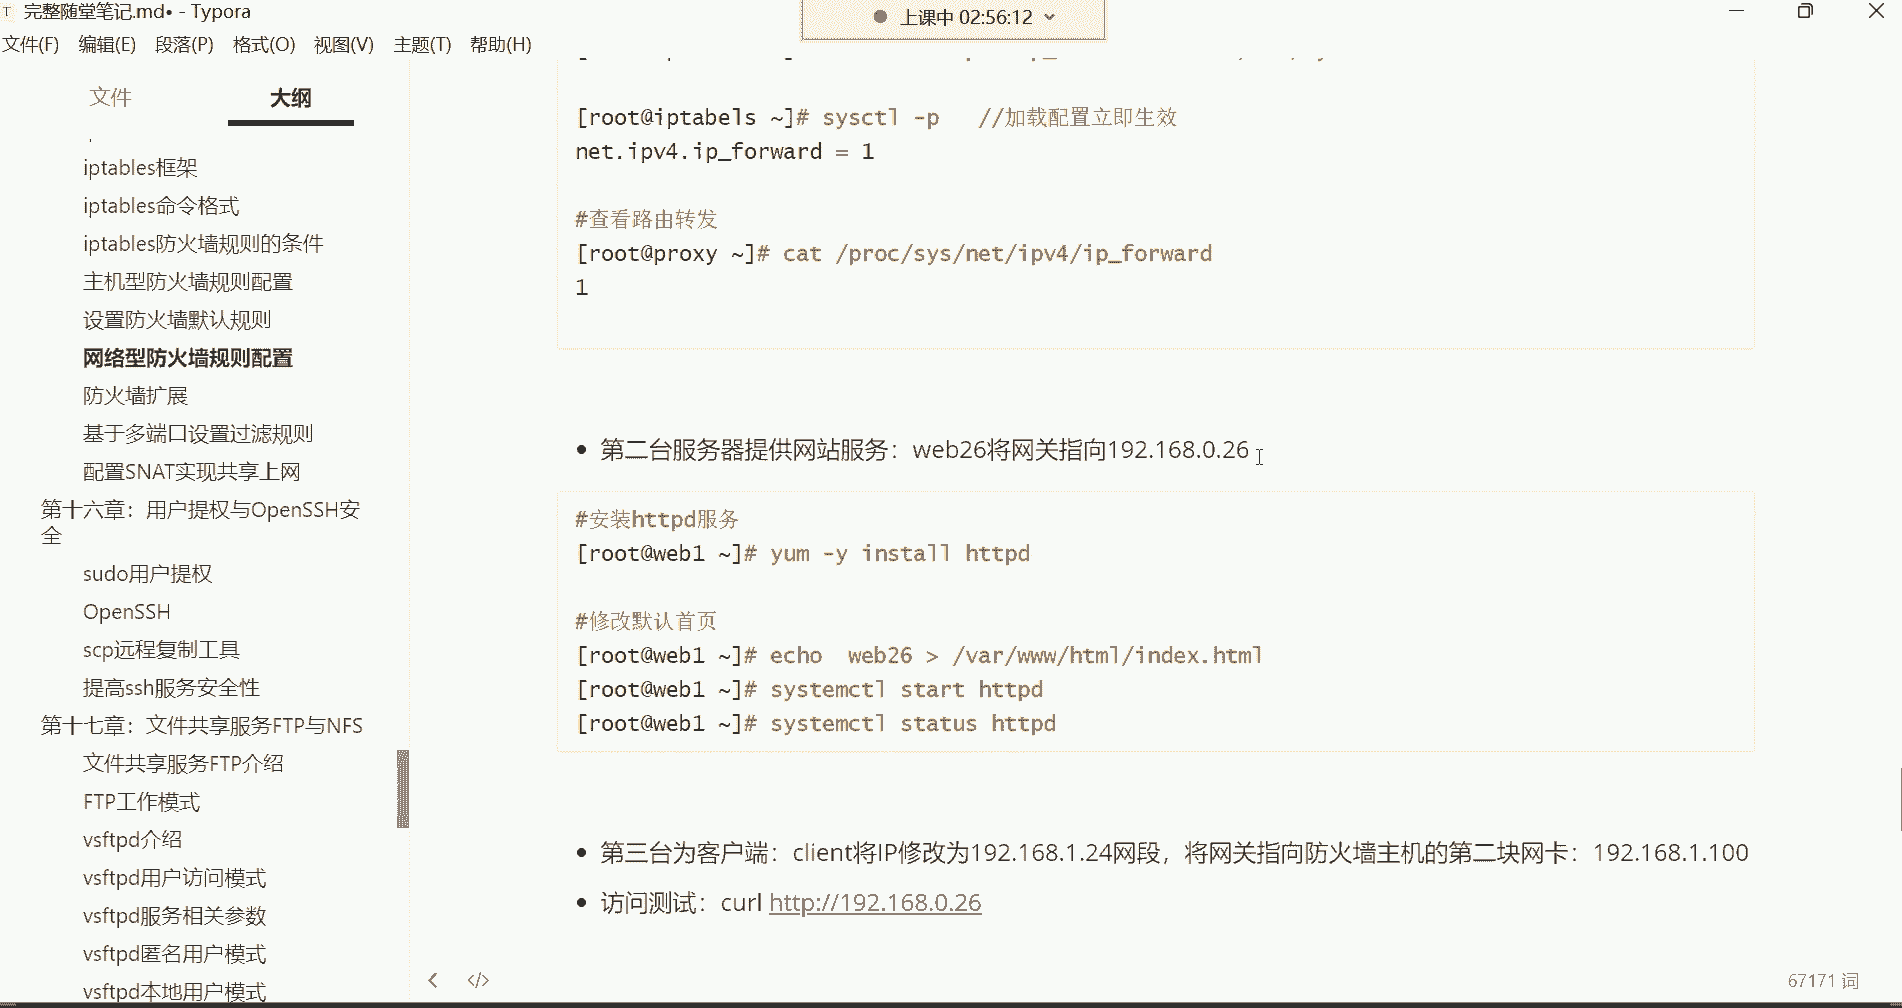 完整随堂笔记.md• - Typora
上课中 02:56:12
文件(F) 编辑(E) 段落(P) 格式(O) 视图(V) 主题(T) 帮助(H)
文件 大纲
iptables框架
iptables命令格式
iptables防火墙规则的条件
主机型防火墙规则配置
设置防火墙默认规则
网络型防火墙规则配置
防火墙扩展
基于多端口设置过滤规则
配置SNAT实现共享上网
第十六章：用户提权与OpenSSH安
全
sudo用户提权
OpenSSH
scp远程复制工具
提高ssh服务安全性
第十七章：文件共享服务FTP与NFS
文件共享服务FTP介绍
FTP工作模式
vsftpd介绍
vsftpd用户访问模式
vsftpd服务相关参数
vsftpd匿名用户模式
vsftpd本地用户模式
[root@iptabels ~]# sysctl -p //加载配置立即生效
net.ipv4.ip_forward = 1
#查看路由转发
[root@proxy ~]# cat /proc/sys/net/ipv4/ip_forward
1
• 第二台服务器提供网站服务：web26将网关指向192.168.0.26
#安装httpd服务
[root@web1 ~]# yum -y install httpd
#修改默认首页
[root@web1 ~]# echo web26 > /var/www/html/index.html
[root@web1 ~]# systemctl start httpd
[root@web1 ~]# systemctl status httpd
• 第三台为客户端：client将IP修改为192.168.1.24网段，将网关指向防火墙主机的第二块网卡：192.168.1.100
• 访问测试：curl http://192.168.0.26
67171 词